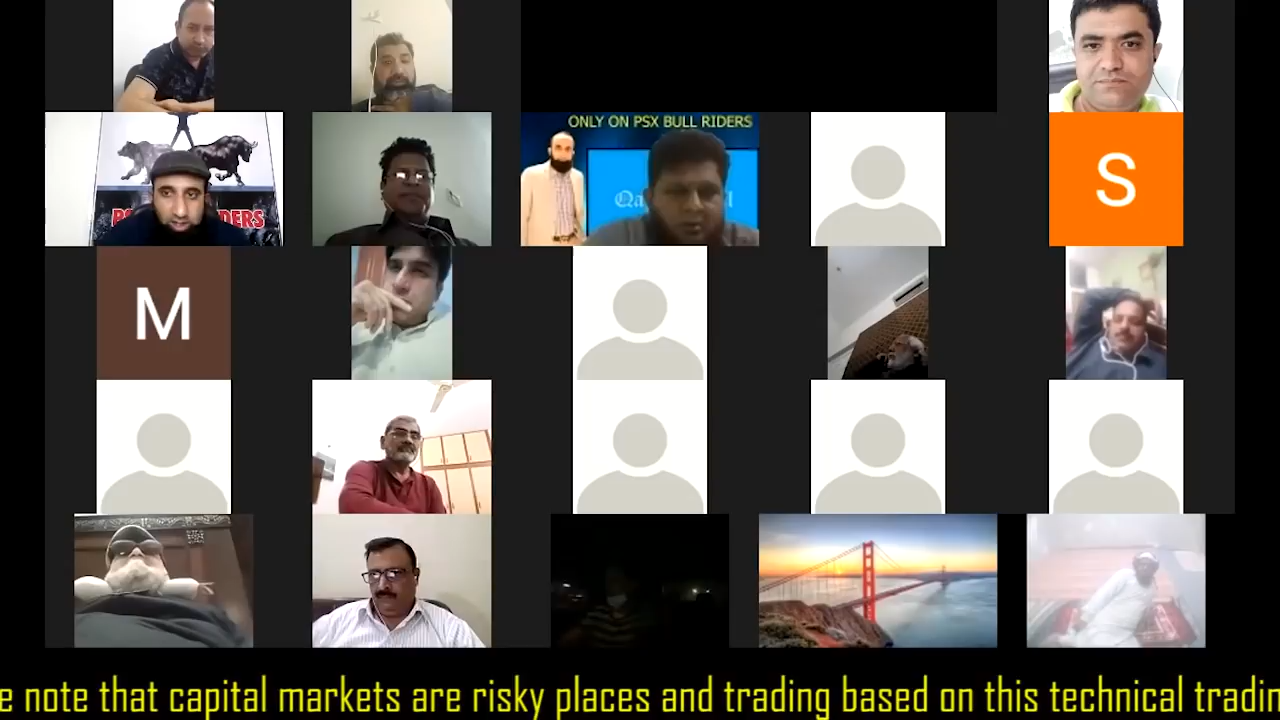 ONLY ON PSX BULL RIDERS
S
M
e note that capital markets are risky places and trading based on this technical tradin